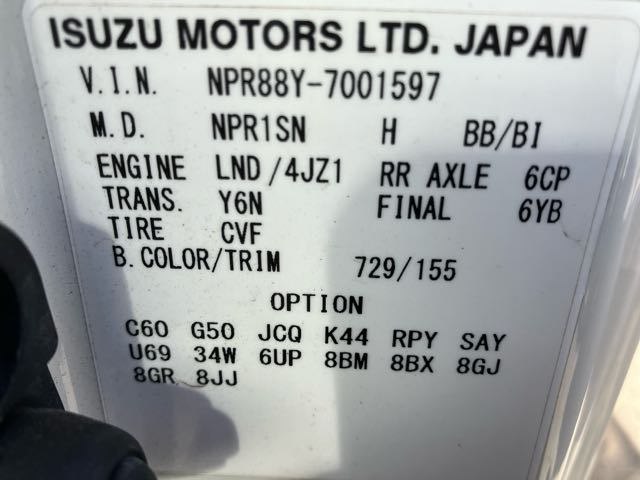 ISUZU MOTORS LTD. JAPAN
V.I.N. NPR88Y-7001597
M.D. NPR1SN H BB/BI
ENGINE LND/4JZ1 RR AXLE 6CP
TRANS. Y6N FINAL 6YB
TIRE CVF
B.COLOR/TRIM 729/155
OPTION
C60 G50 JCQ K44 RPY SAY
U69 34W 6UP 8BM 8BX 8GJ
8GR 8JJ